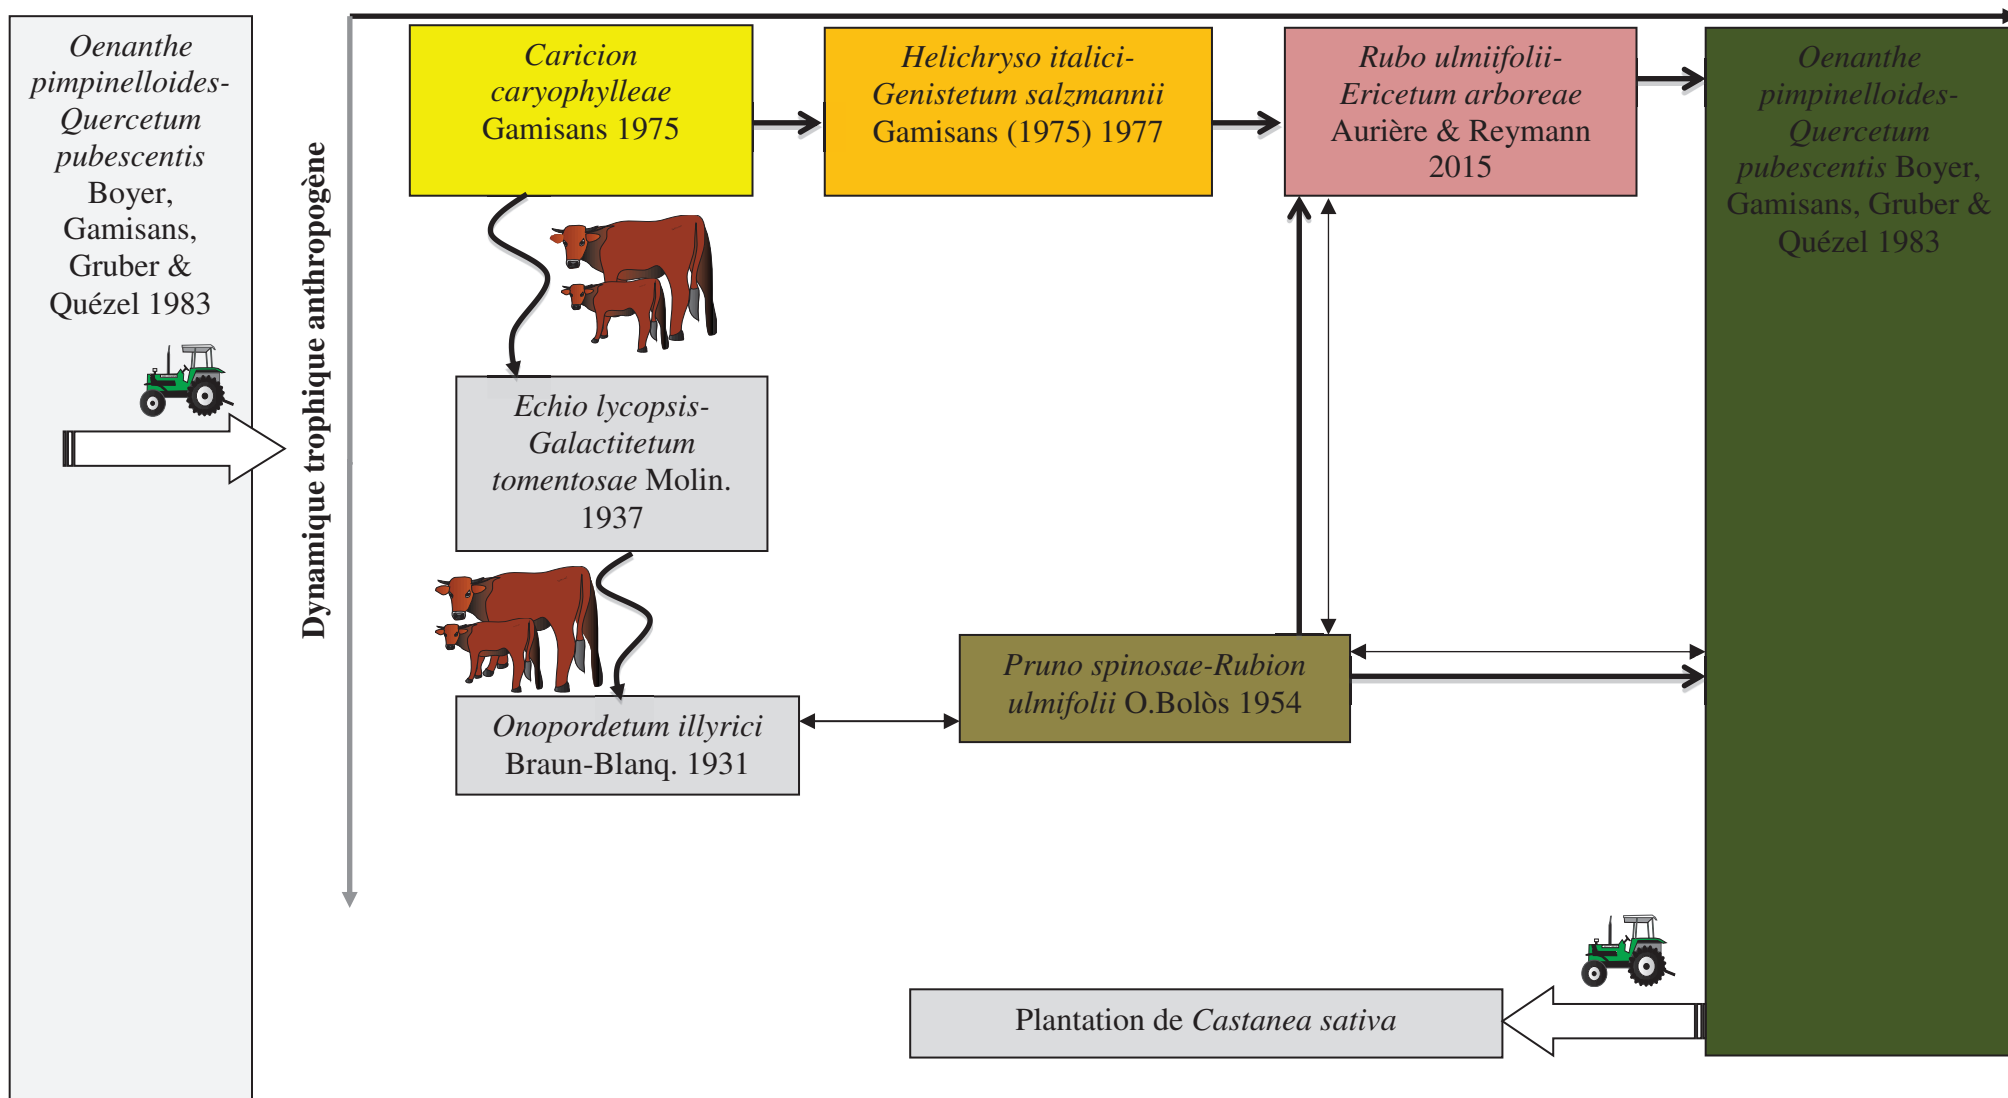 Oenanthe
pimpinelloides-
Quercetum
pubescentis
Boyer,
Gamisans,
Gruber &
Quézel 1983
Dynamique trophique anthropogène
Caricion
caryophylleae
Gamisans 1975
Helichryso italici-
Genistetum salzmannii
Gamisans (1975) 1977
Rubo ulmiifolii-
Ericetum arboreae
Aurière & Reymann
2015
Oenanthe
pimpinelloides-
Quercetum
pubescentis Boyer,
Gamisans, Gruber &
Quézel 1983
Echio lycopsis-
Galactitetum
tomentosae Molin.
1937
Onopordetum illyrici
Braun-Blanq. 1931
Pruno spinosae-Rubion
ulmifolii O.Bolòs 1954
Plantation de Castanea sativa